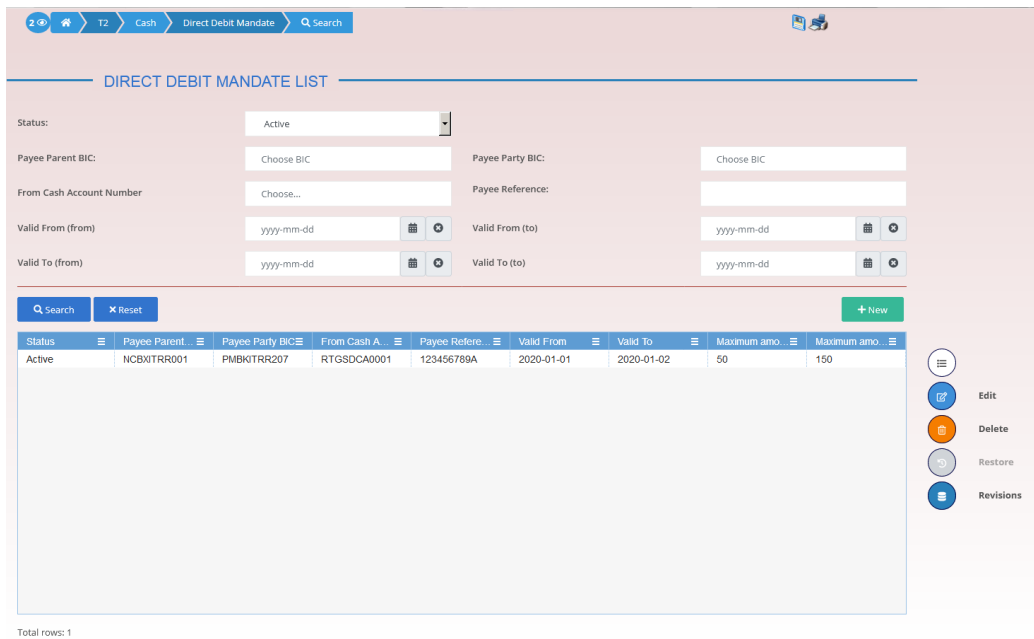 2 T2 Cash Direct Debit Mandate Search
DIRECT DEBIT MANDATE LIST
Status: Active
Payee Parent BIC: Choose BIC Payee Party BIC: Choose BIC
From Cash Account Number Choose... Payee Reference:
Valid From (from) yyyy-mm-dd Valid From (to) yyyy-mm-dd
Valid To (from) yyyy-mm-dd Valid To (to) yyyy-mm-dd
Search Reset New
Status Payee Parent... Payee Party BIC From Cash A... Payee Refere... Valid From Valid To Maximum amo... Maximum amo...
Active NCBXITRR001 PMBKITRR207 RTGSDCA0001 123456789A 2020-01-01 2020-01-02 50 150
Edit
Delete
Restore
Revisions
Total rows: 1